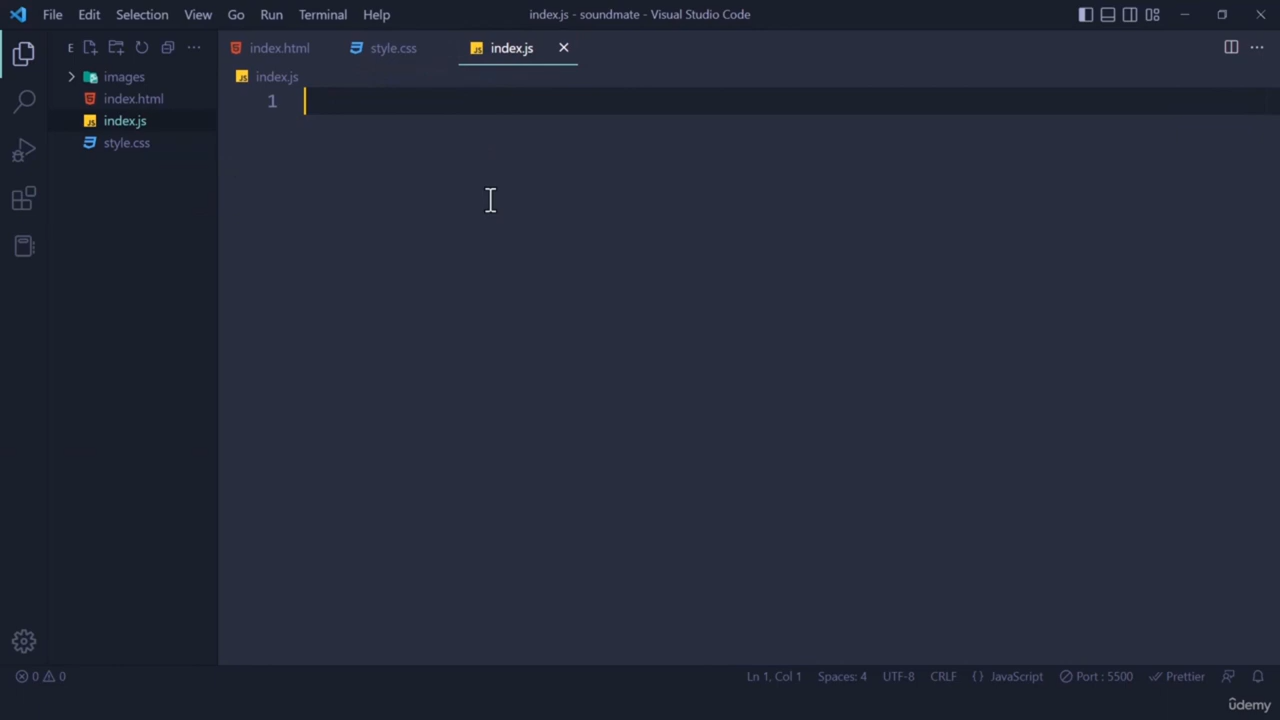 File Edit Selection View Go Run Terminal Help
index.js - soundmate - Visual Studio Code
E
index.html
style.css
index.js
images
index.html
index.js
style.css
index.js
1
0 0
Ln 1, Col 1 Spaces: 4 UTF-8 CRLF {} JavaScript Port : 5500 Prettier
ûdemy